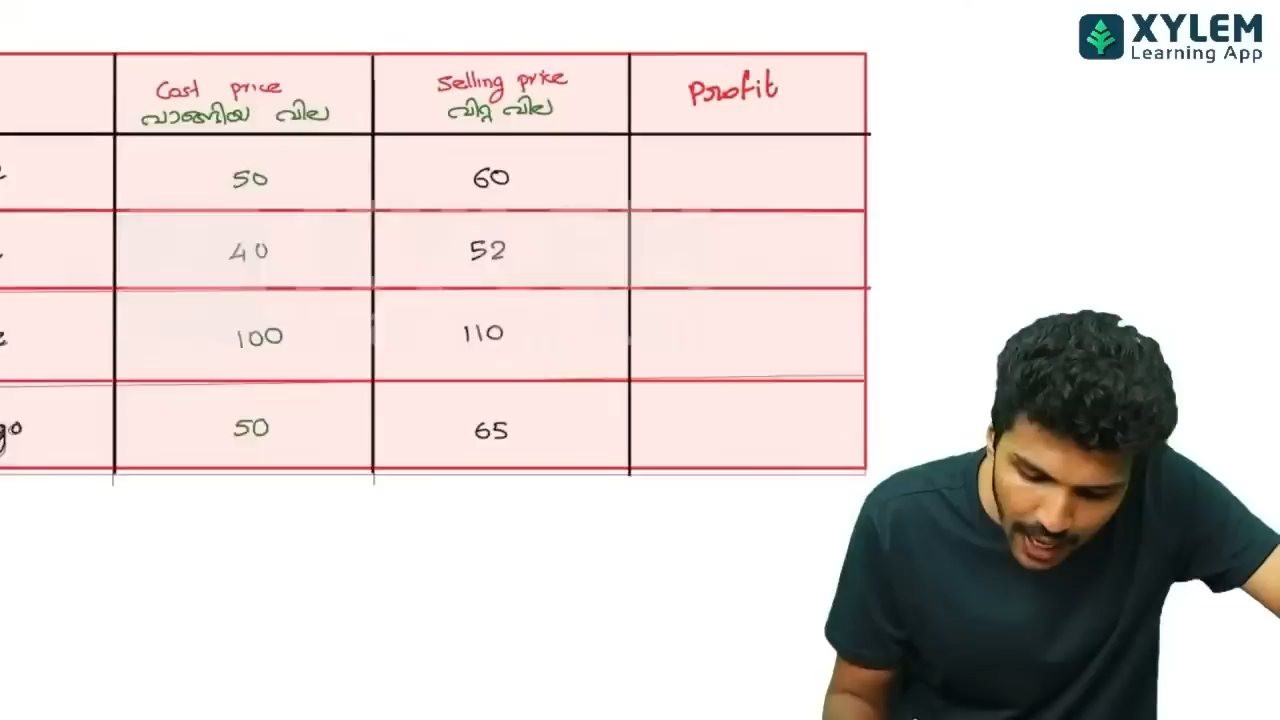 XYLEM
Learning App
Cost price
വാങ്ങിയ വില
Selling price
വിറ്റ വില
Profit
50
60
40
52
100
110
50
65